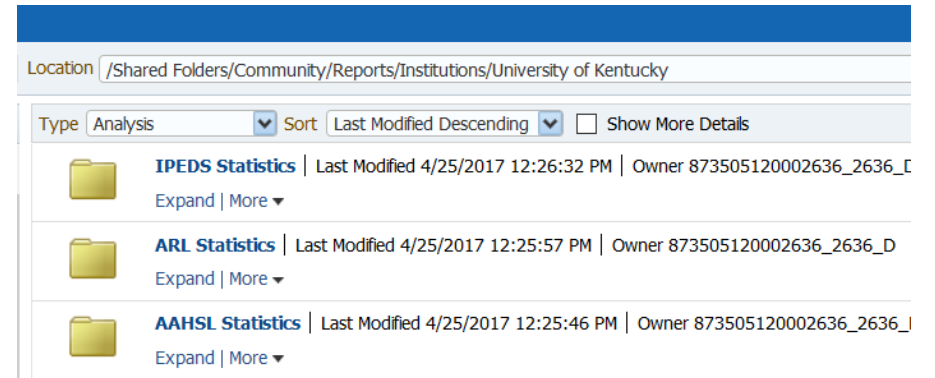 Location /Shared Folders/Community/Reports/Institutions/University of Kentucky
Type Analysis Sort Last Modified Descending Show More Details
IPEDS Statistics | Last Modified 4/25/2017 12:26:32 PM | Owner 873505120002636_2636_D
Expand | More
ARL Statistics | Last Modified 4/25/2017 12:25:57 PM | Owner 873505120002636_2636_D
Expand | More
AAHSL Statistics | Last Modified 4/25/2017 12:25:46 PM | Owner 873505120002636_2636_
Expand | More